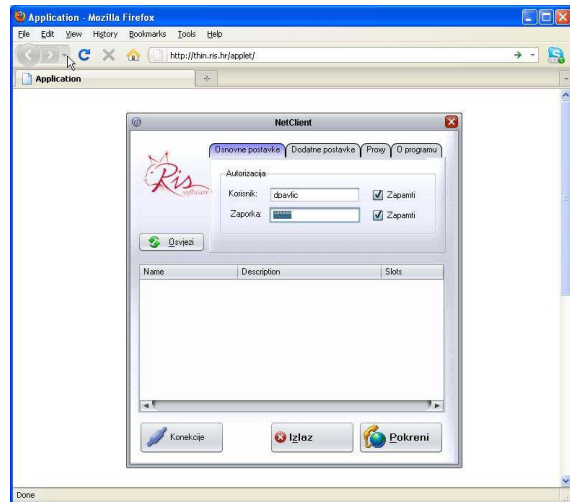 Application - Mozilla Firefox
File Edit View History Bookmarks Tools Help
http://thin.ris.hr/applet/
Application
NetClient
Osnovne postavke Dodatne postavke Proxy O programu
Ris
software
Autorizacija
Korisnik: dpavlic Zapamti
Zaporka: Zapamti
Osvjezi
Name Description Slots
Konekcije Izlaz Pokreni
Done